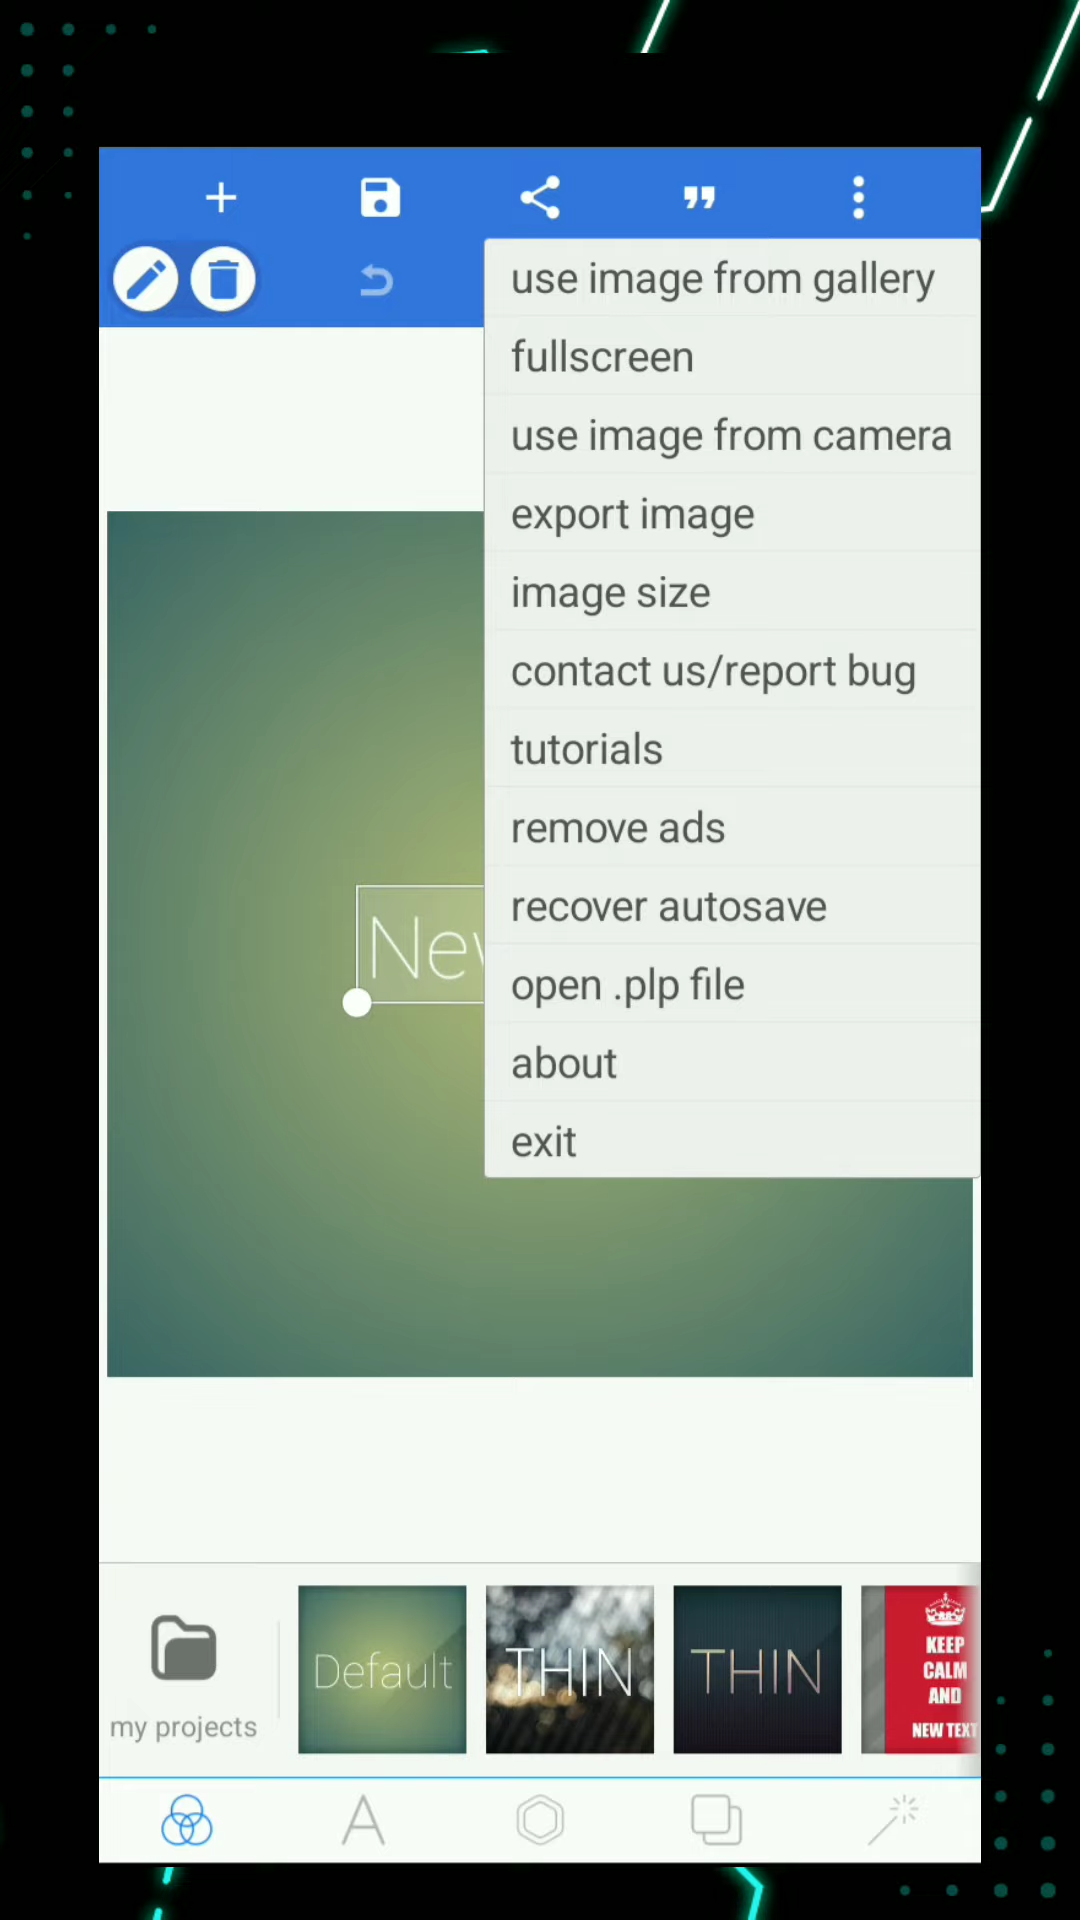 use image from gallery
fullscreen
use image from camera
export image
image size
contact us/report bug
tutorials
remove ads
recover autosave
open .plp file
about
exit
my projects
Default
THIN
THIN
KEEP
CALM
AND
NEW TEXT